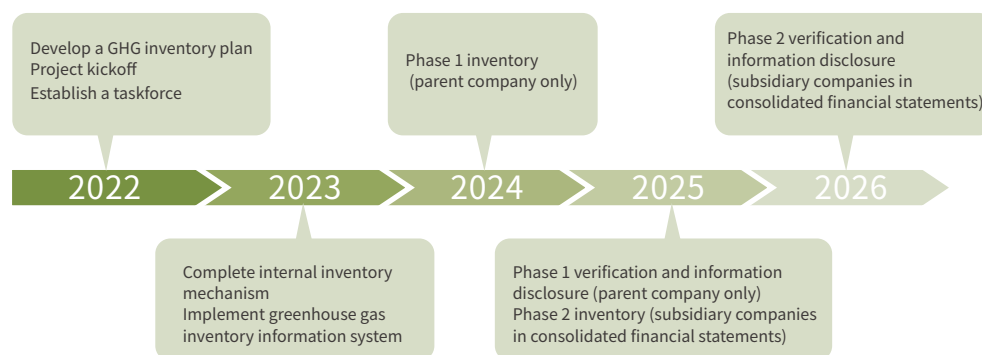 Develop a GHG inventory plan
Project kickoff
Establish a taskforce
Phase 1 inventory
(parent company only)
Phase 2 verification and
information disclosure
(subsidiary companies in
consolidated financial statements)
2022
2023
2024
2025
2026
Complete internal inventory
mechanism
Implement greenhouse gas
inventory information system
Phase 1 verification and information
disclosure (parent company only)
Phase 2 inventory (subsidiary companies
in consolidated financial statements)